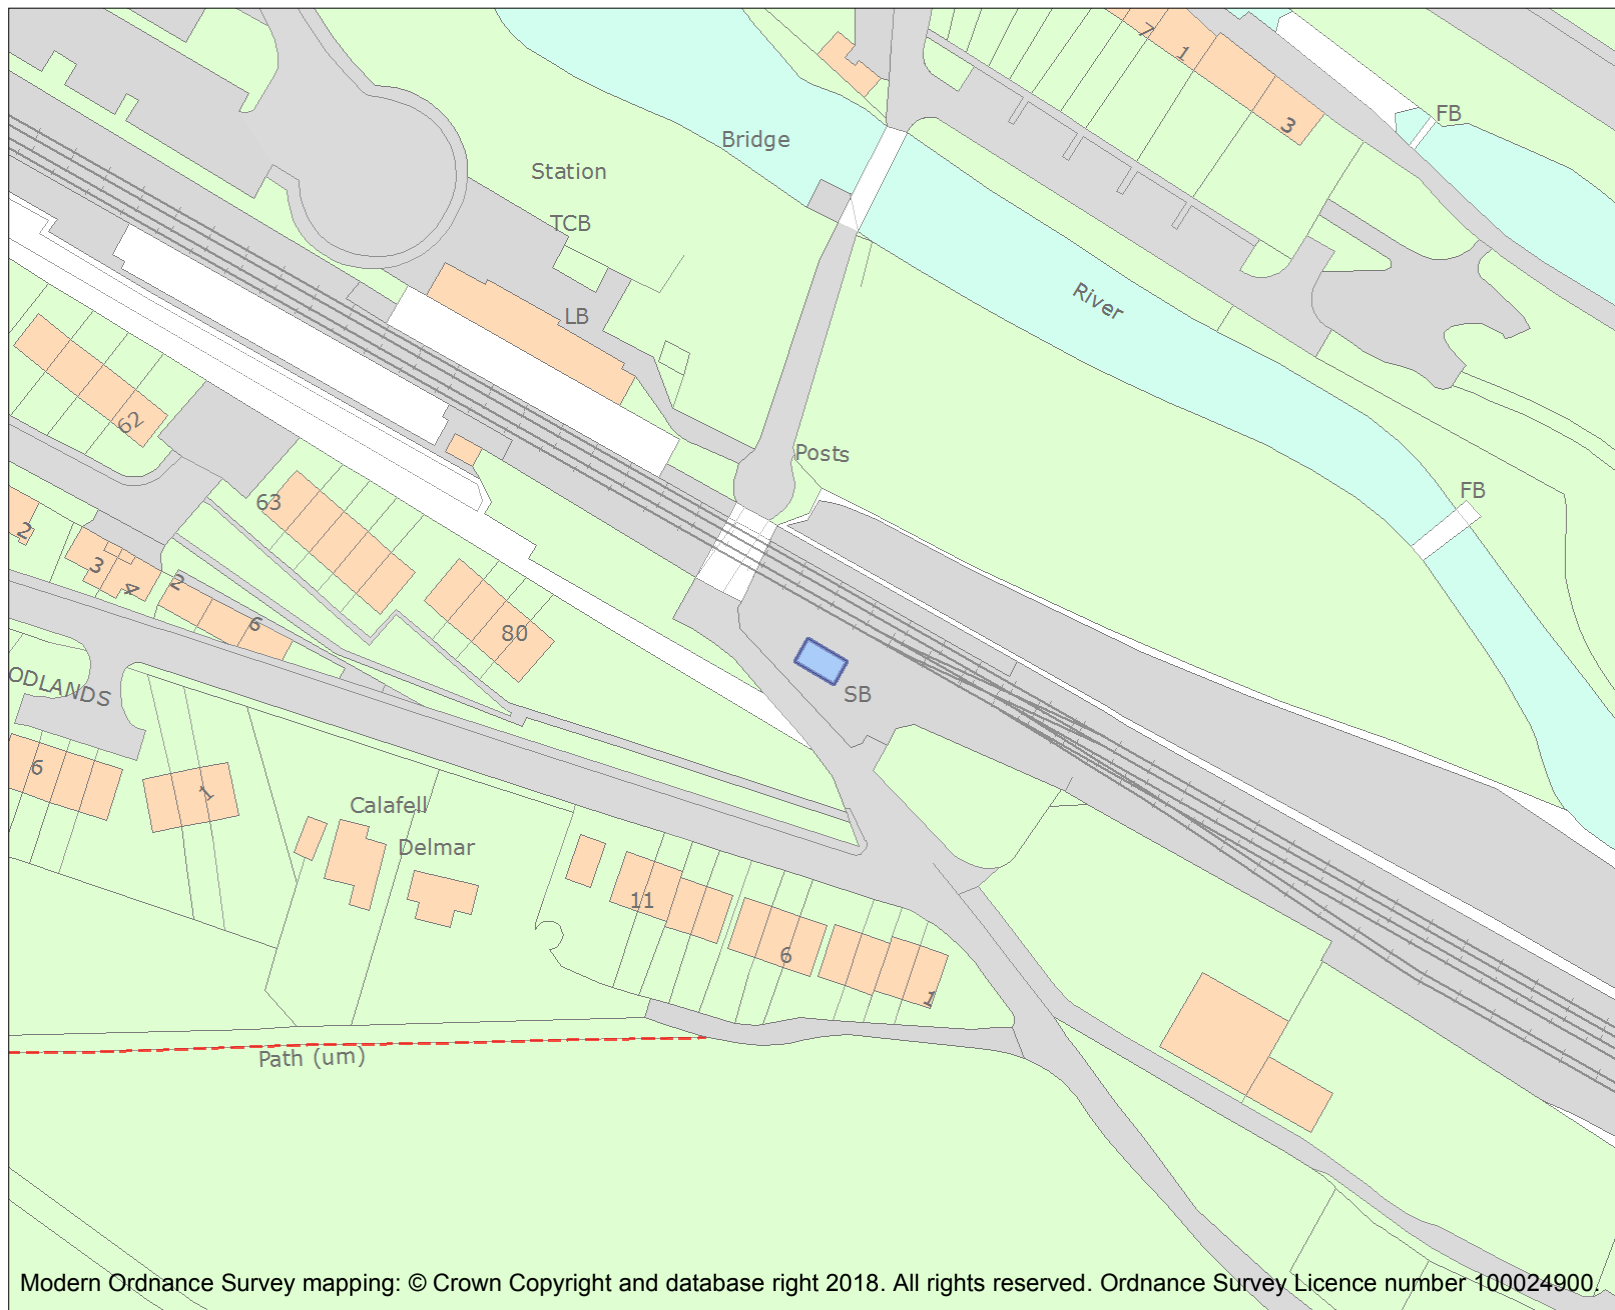 7
1
3
FB
Bridge
Station
TCB
River
LB
62
Posts
63
FB
2
3
4
2
6
80
ODLANDS
SB
6
1
Calafell
Delmar
11
6
1
Path (um)
Modern Ordnance Survey mapping: © Crown Copyright and database right 2018. All rights reserved. Ordnance Survey Licence number 100024900.